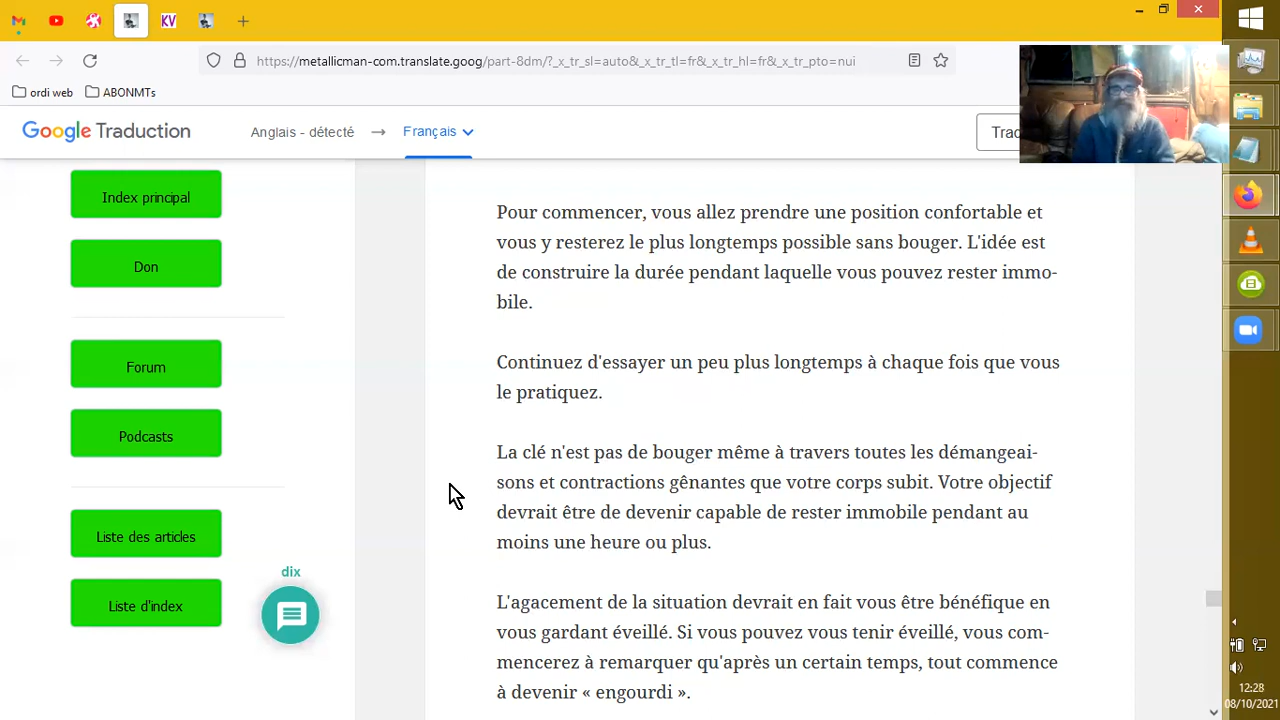 KV
https://metallicman-com.translate.goog/part-8dm/?_x_tr_sl=auto&_x_tr_tl=fr&_x_tr_hl=fr&_x_tr_pto=nui
ordi web
ABONMTS
Google Traduction
Anglais - détecté
→
Français
Trad
Index principal
Don
Forum
Podcasts
Liste des articles
Liste d'index
dix
Pour commencer, vous allez prendre une position confortable et
vous y resterez le plus longtemps possible sans bouger. L'idée est
de construire la durée pendant laquelle vous pouvez rester immo-
bile.
Continuez d'essayer un peu plus longtemps à chaque fois que vous
le pratiquez.
La clé n'est pas de bouger même à travers toutes les démangeai-
sons et contractions gênantes que votre corps subit. Votre objectif
devrait être de devenir capable de rester immobile pendant au
moins une heure ou plus.
L'agacement de la situation devrait en fait vous être bénéfique en
vous gardant éveillé. Si vous pouvez vous tenir éveillé, vous com-
mencerez à remarquer qu'après un certain temps, tout commence
à devenir « engourdi ».
12:28
08/10/2021